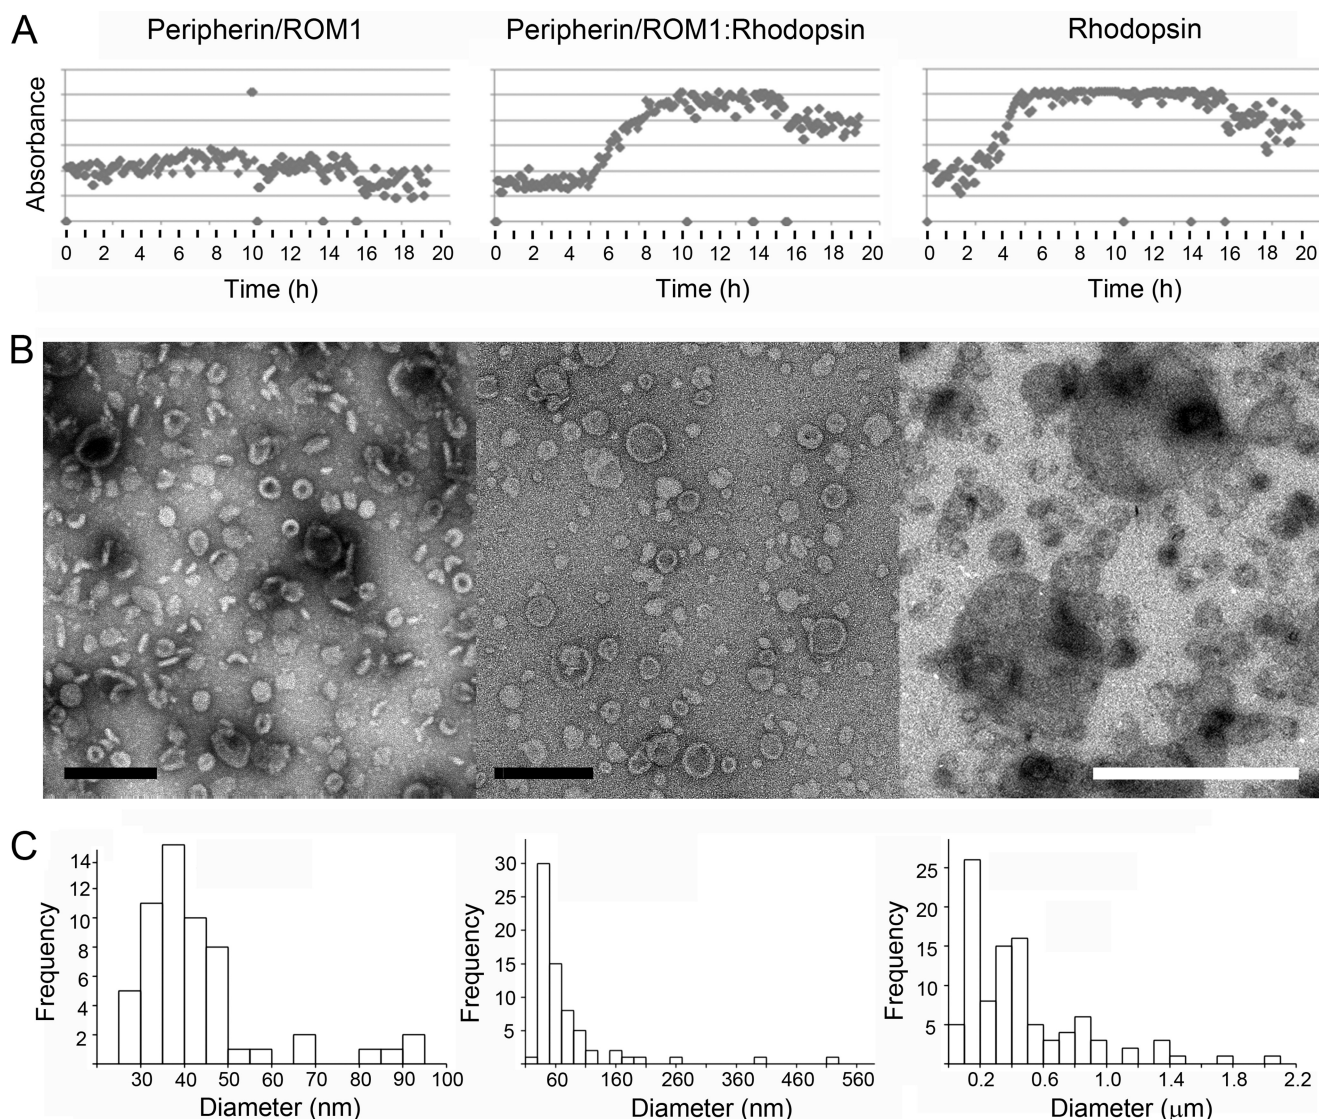 A
Peripherin/ROM1 Peripherin/ROM1:Rhodopsin Rhodopsin
Absorbance
0 2 4 6 8 10 12 14 16 18 20 0 2 4 6 8 10 12 14 16 18 20 0 2 4 6 8 10 12 14 16 18 20
Time (h) Time (h) Time (h)
B
C
Frequency
14
12
10
8
6
4
2
30 40 50 60 70 80 90 100
Diameter (nm)
Frequency
30
25
20
15
10
5
60 160 260 360 460 560
Diameter (nm)
Frequency
25
20
15
5
0.2 0.6 1.0 1.4 1.8 2.2
Diameter (μm)